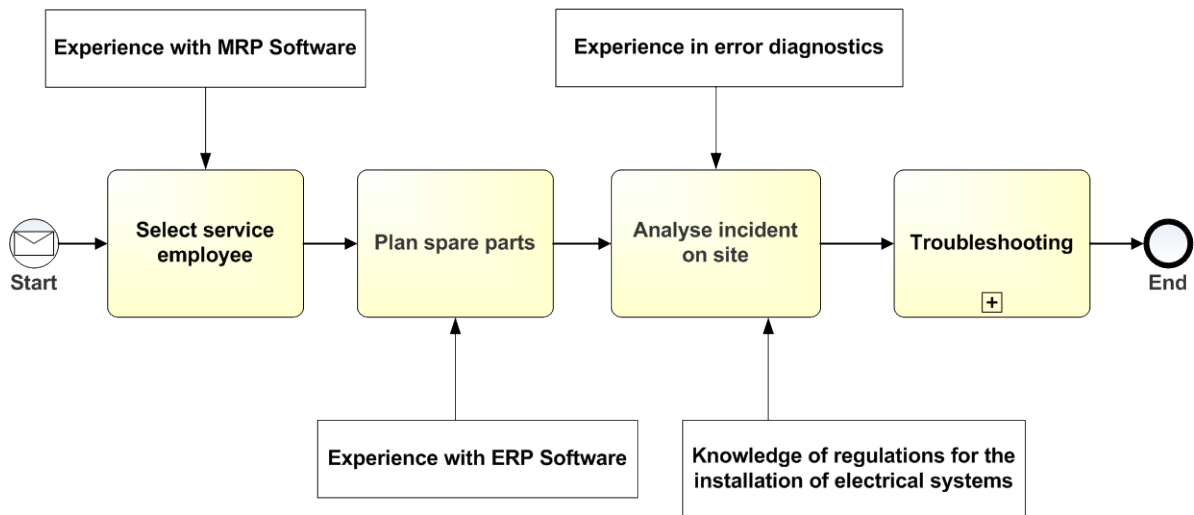 Experience with MRP Software
Experience in error diagnostics
Start
Select service
employee
Plan spare parts
Analyse incident
on site
Troubleshooting
+
End
Experience with ERP Software
Knowledge of regulations for the
installation of electrical systems